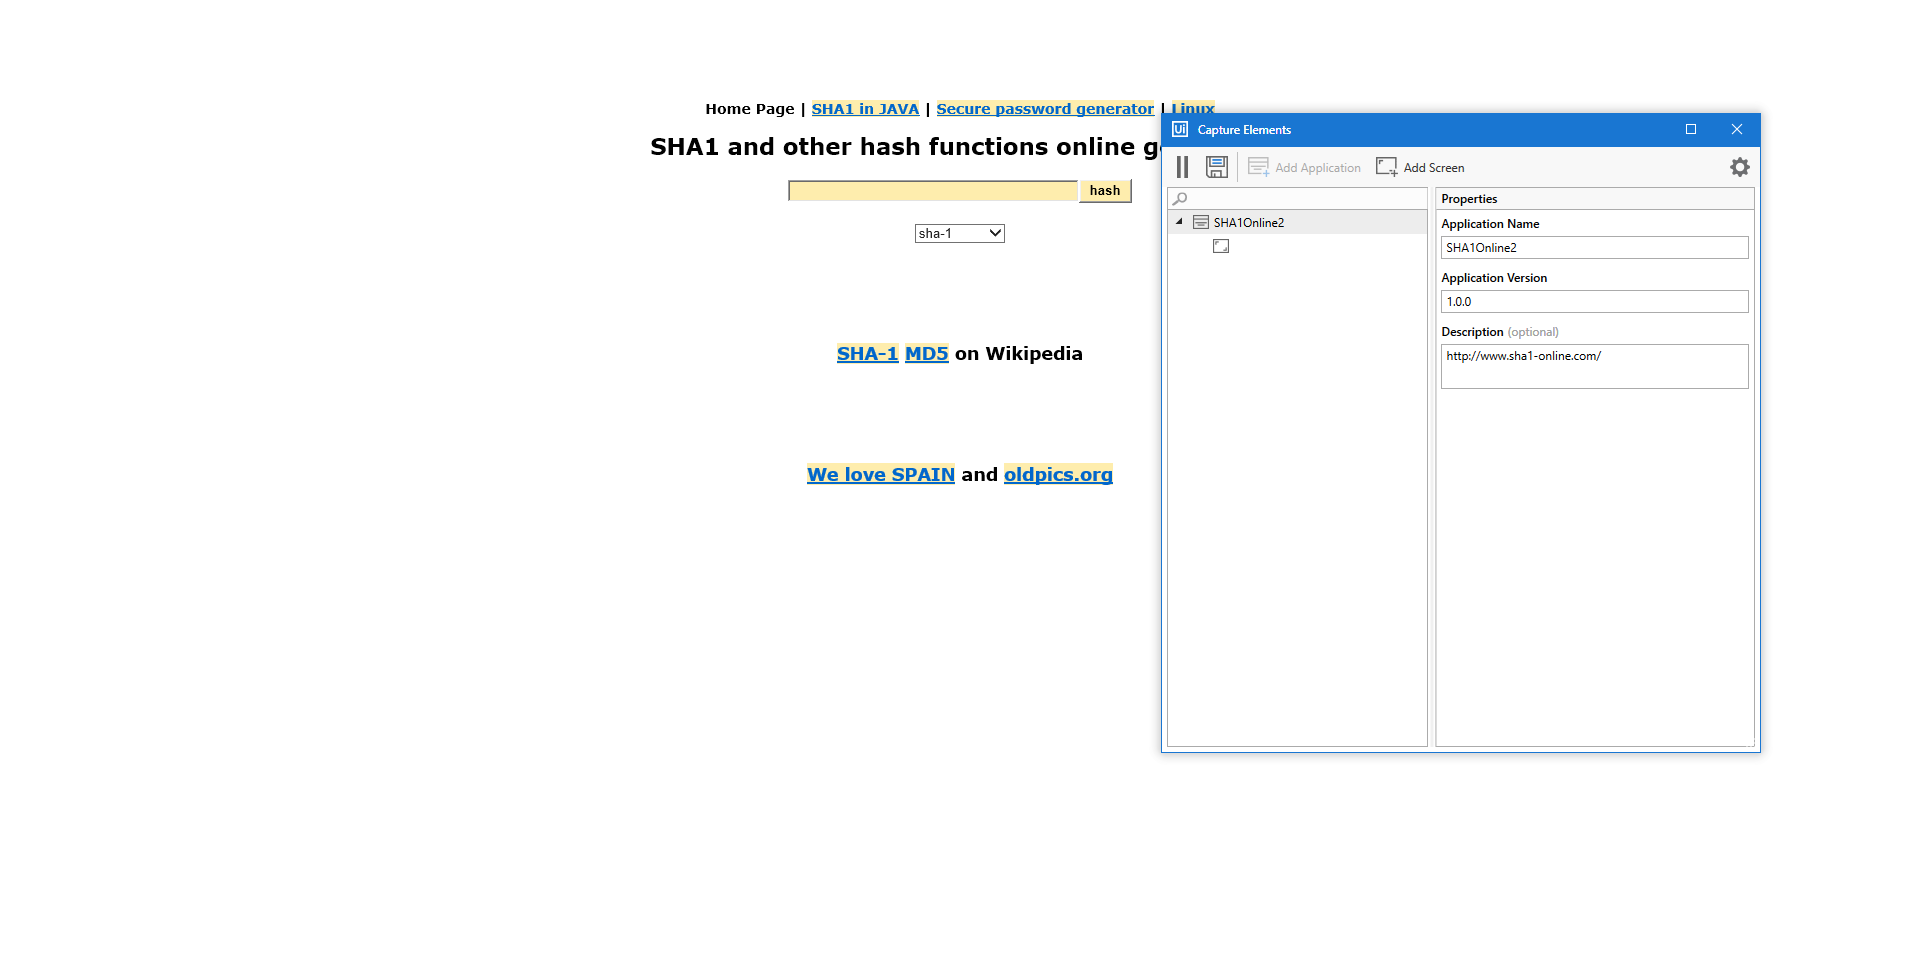 Home Page | SHA1 in JAVA | Secure password generator | Linux
SHA1 and other hash functions online g
hash
sha-1
SHA-1 MD5 on Wikipedia
We love SPAIN and oldpics.org
Ui Capture Elements
Add Application Add Screen
Properties
SHA1Online2
Application Name
SHA1Online2
Application Version
1.0.0
Description (optional)
http://www.sha1-online.com/